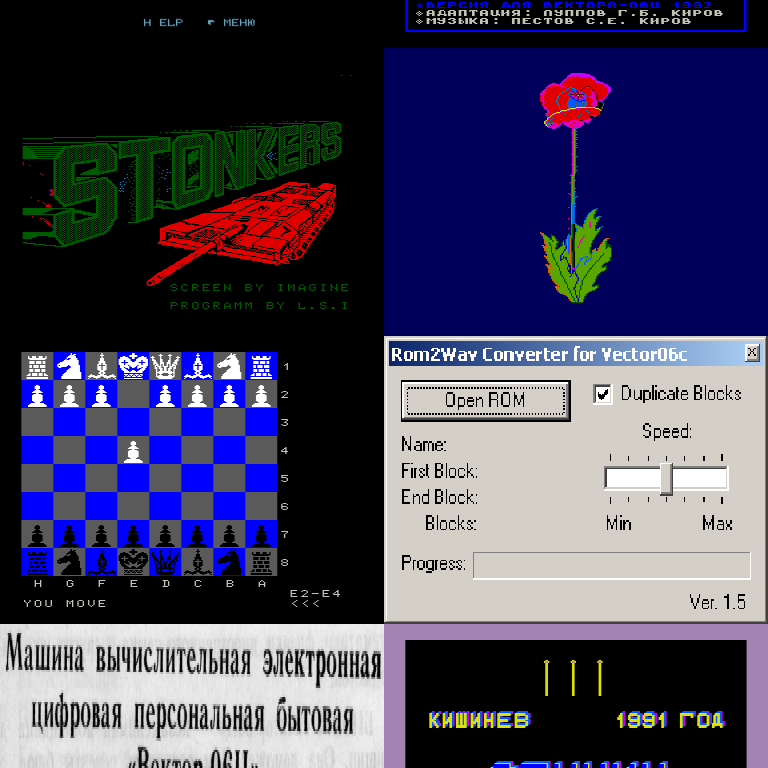 H ELP МЕНЮ
STONKERS
SCREEN BY IMAGINE
PROGRAMM BY L.S.I
ВЕРСИЯ ДЛЯ ВЕКТОРА-06Ц 1992
*АДАПТАЦИЯ: ПУППОВ Г.Б. КИРОВ
*МУЗЫКА: ПЕСТОВ С.Е. КИРОВ
1
2
3
4
5
6
7
8
H G F E D C B A
E2-E4
YOU MOVE <<<
Rom2Wav Converter for Vector06c
Open ROM
Duplicate Blocks
Speed:
Name:
First Block:
End Block:
Blocks:
Min Max
Progress:
Ver. 1.5
Машина вычислительная электронная
цифровая персональная бытовая
«Вектор 06Ц»
КИШИНЕВ 1991 ГОД